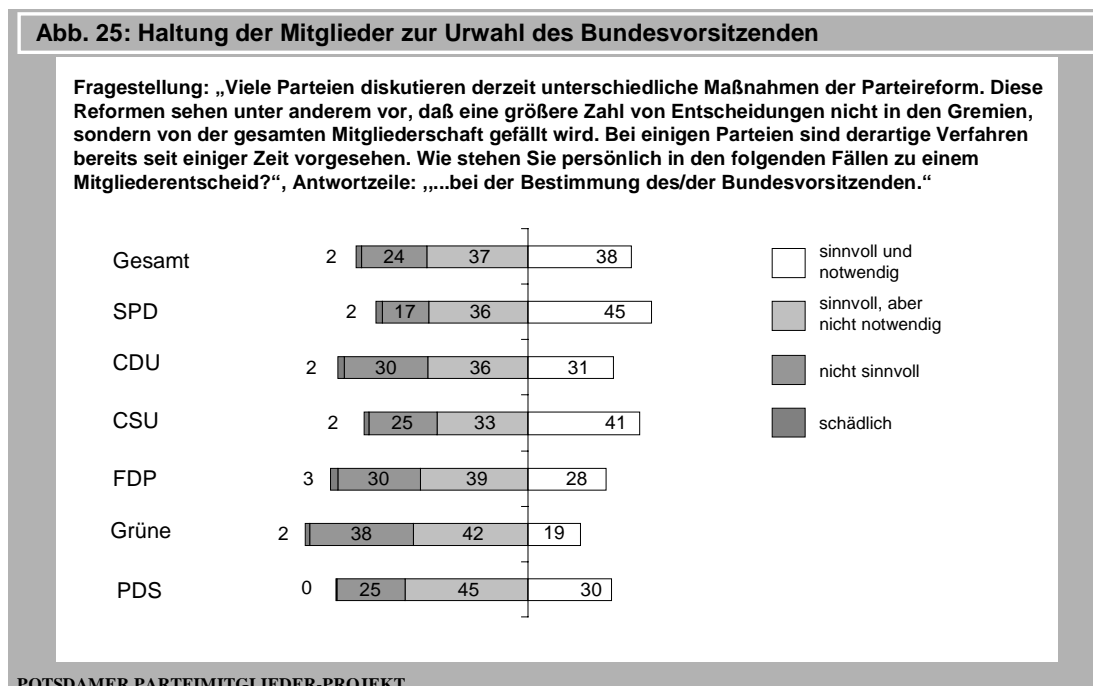 Abb. 25: Haltung der Mitglieder zur Urwahl des Bundesvorsitzenden
Fragestellung: „Viele Parteien diskutieren derzeit unterschiedliche Maßnahmen der Parteireform. Diese
Reformen sehen unter anderem vor, daß eine größere Zahl von Entscheidungen nicht in den Gremien,
sondern von der gesamten Mitgliederschaft gefällt wird. Bei einigen Parteien sind derartige Verfahren
bereits seit einiger Zeit vorgesehen. Wie stehen Sie persönlich in den folgenden Fällen zu einem
Mitgliederentscheid?“, Antwortzeile: „...bei der Bestimmung des/der Bundesvorsitzenden.“
Gesamt 2 24 37 38
SPD 2 17 36 45
CDU 2 30 36 31
CSU 2 25 33 41
FDP 3 30 39 28
Grüne 2 38 42 19
PDS 0 25 45 30
sinnvoll und
notwendig
sinnvoll, aber
nicht notwendig
nicht sinnvoll
schädlich
POTSDAMER PARTEIMITGLIEDER-PROJEKT